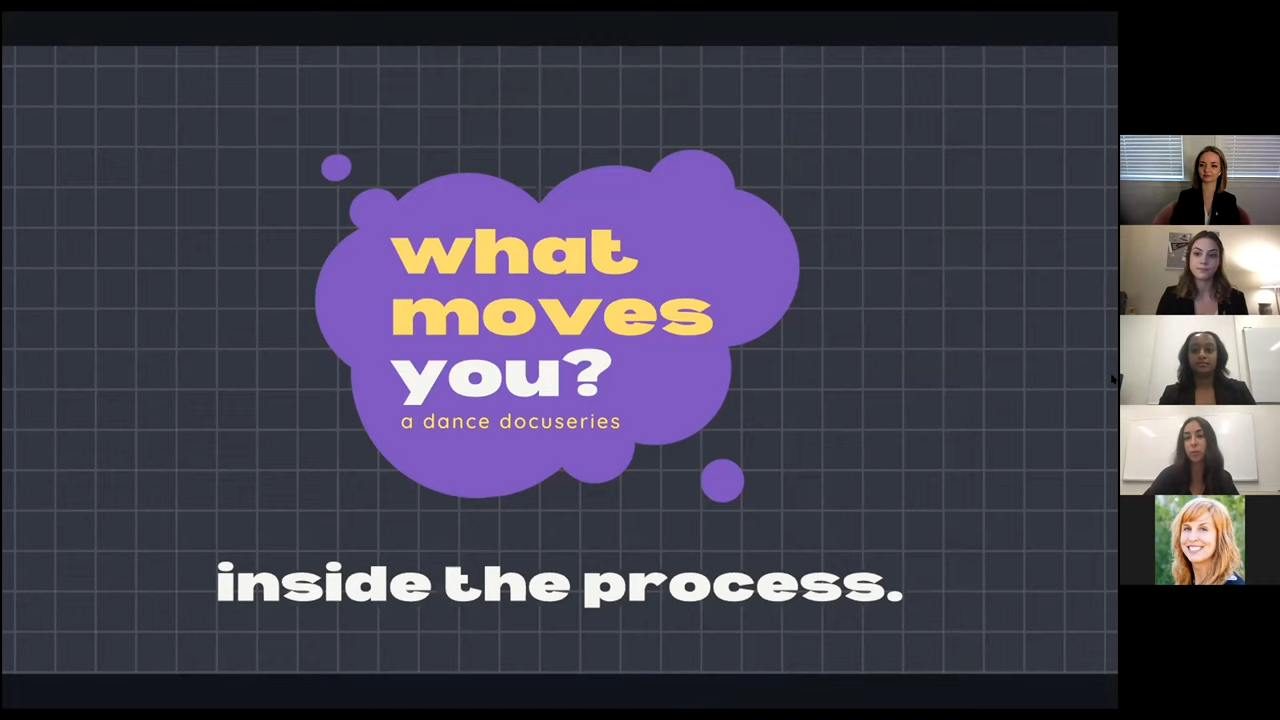 what
moves
you?
a dance docuseries
inside the process.